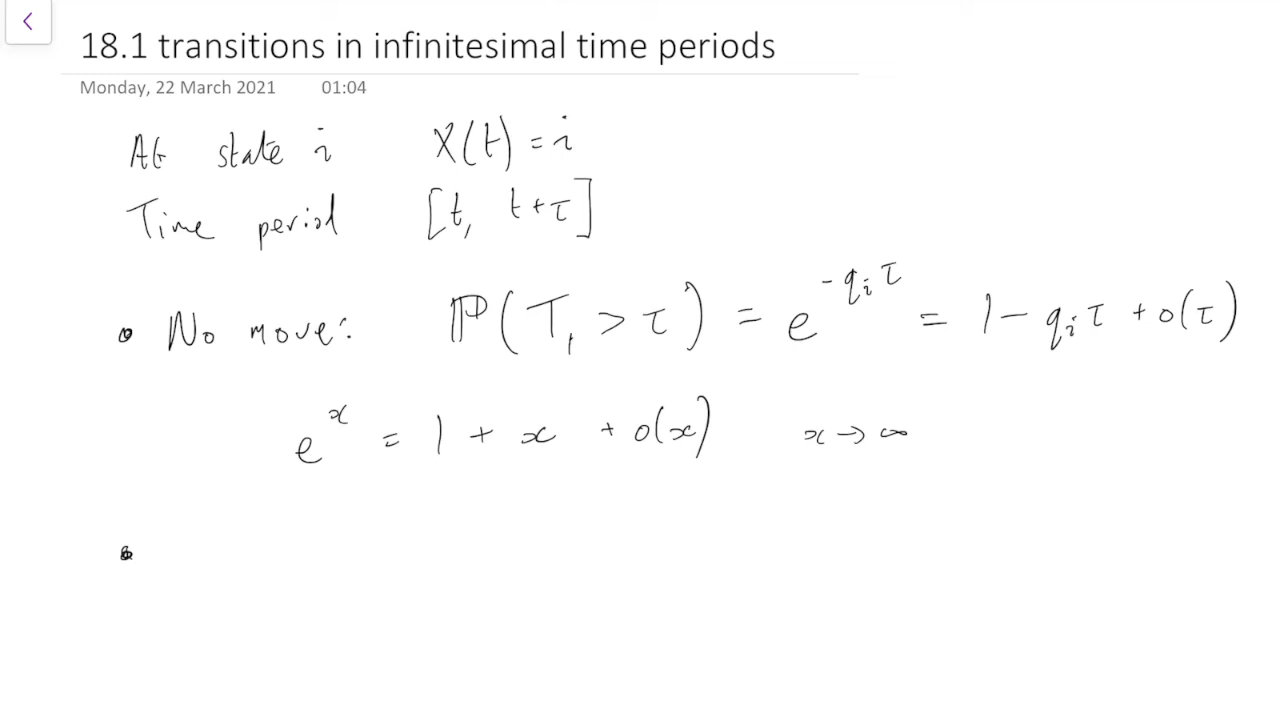 18.1 transitions in infinitesimal time periods
Monday, 22 March 2021 01:04
At state i X(t) = i
Time period [t, t+τ]
• No move: ℙ(T₁ > τ) = e^{-qᵢτ} = 1 - qᵢτ + o(τ)
e^x = 1 + x + o(x) x → ∞
•